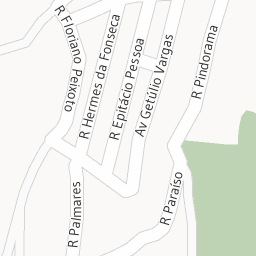 R Floriano Peixoto
R Hermes da Fonseca
R Epitácio Pessoa
Av Getúlio Vargas
R Pindorama
R Palmares
R Paraíso